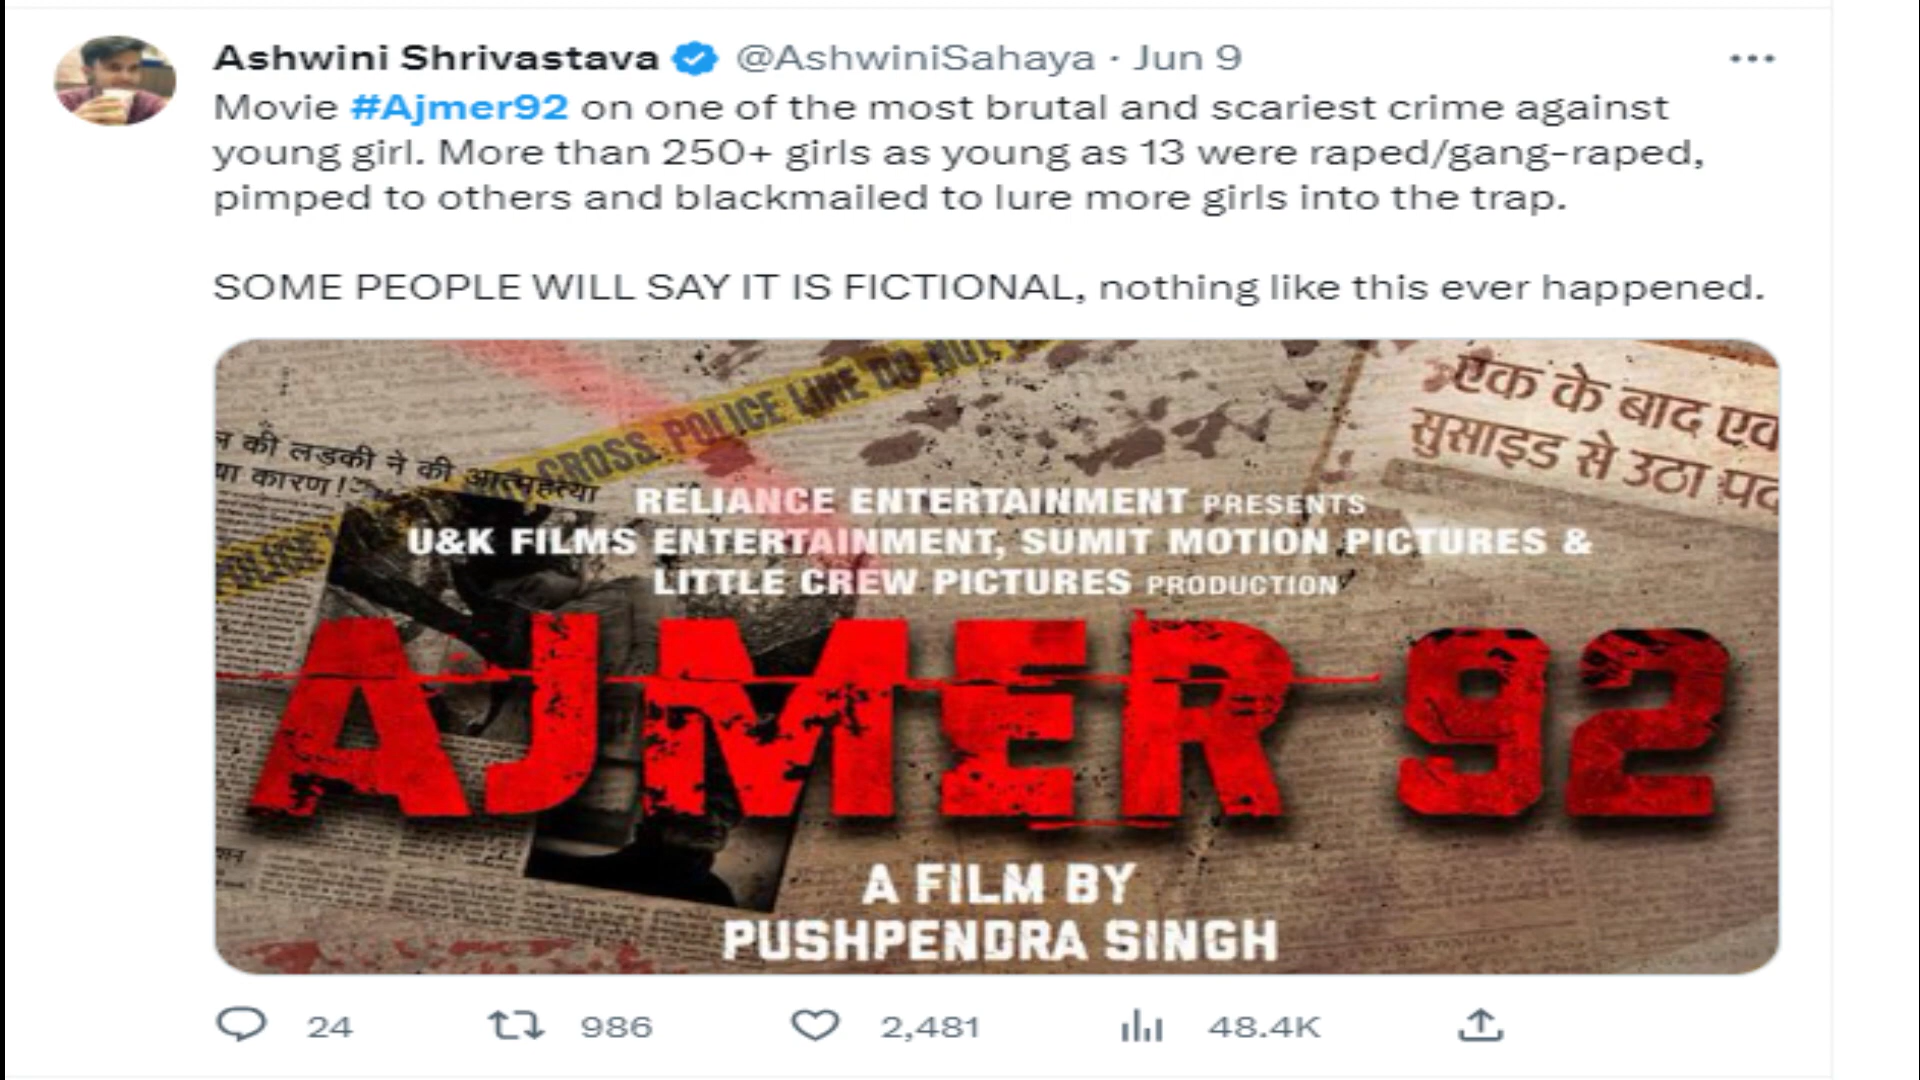 Ashwini Shrivastava @AshwiniSahaya · Jun 9
Movie #Ajmer92 on one of the most brutal and scariest crime against
young girl. More than 250+ girls as young as 13 were raped/gang-raped,
pimped to others and blackmailed to lure more girls into the trap.
SOME PEOPLE WILL SAY IT IS FICTIONAL, nothing like this ever happened.
CROSS POLICE LINE DO NOT
एक के बाद
सुसाइड से उठा
की लडकी ने की आत्महत्या
कारण!
POLICE
RELIANCE ENTERTAINMENT PRESENTS
U&K FILMS ENTERTAINMENT, SUMIT MOTION PICTURES &
LITTLE CREW PICTURES PRODUCTION
AJMER 92
A FILM BY
PUSHPENDRA SINGH
24 986 2,481 48.4K